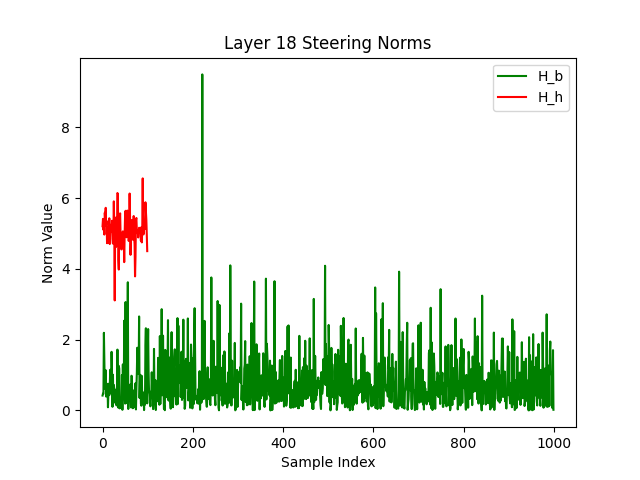 Layer 18 Steering Norms
H_b
H_h
Norm Value
8
6
4
2
0
0 200 400 600 800 1000
Sample Index